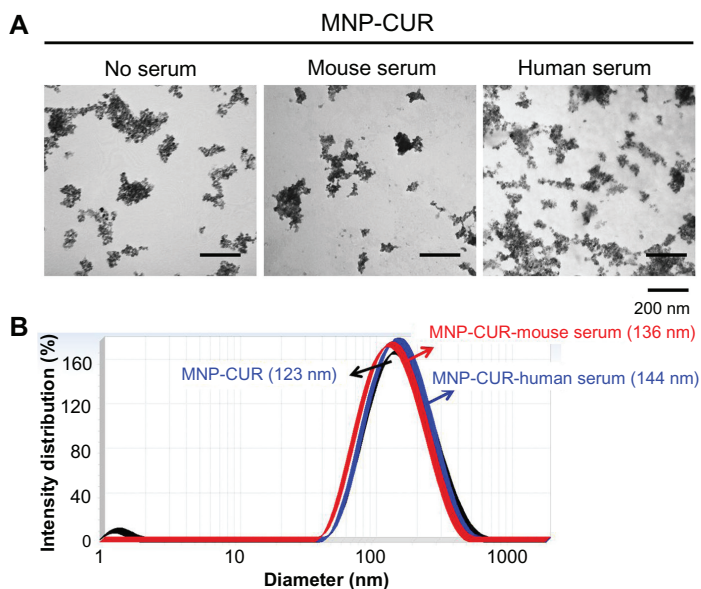 A
MNP-CUR
No serum
Mouse serum
Human serum
200 nm
B
Intensity distribution (%)
160
120
80
40
0
MNP-CUR (123 nm)
MNP-CUR-mouse serum (136 nm)
MNP-CUR-human serum (144 nm)
1
10
100
1000
Diameter (nm)